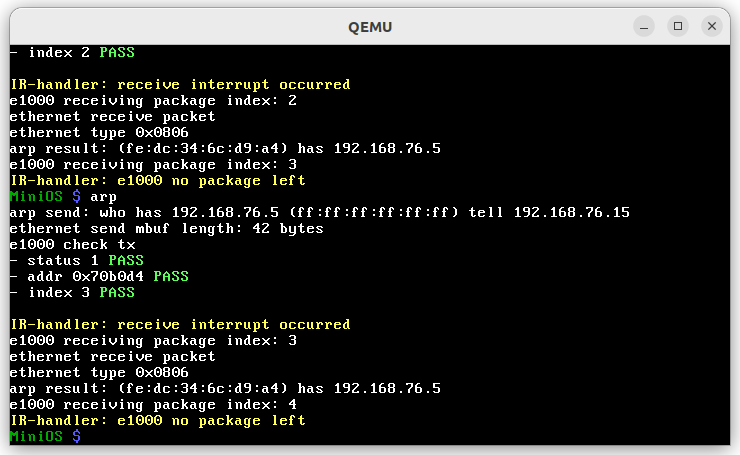 QEMU
- index 2 PASS
IR-handler: receive interrupt occurred
e1000 receiving package index: 2
ethernet receive packet
ethernet type 0x0806
arp result: (fe:dc:34:6c:d9:a4) has 192.168.76.5
e1000 receiving package index: 3
IR-handler: e1000 no package left
MiniOS $ arp
arp send: who has 192.168.76.5 (ff:ff:ff:ff:ff:ff) tell 192.168.76.15
ethernet send mbuf length: 42 bytes
e1000 check tx
- status 1 PASS
- addr 0x70b0d4 PASS
- index 3 PASS
IR-handler: receive interrupt occurred
e1000 receiving package index: 3
ethernet receive packet
ethernet type 0x0806
arp result: (fe:dc:34:6c:d9:a4) has 192.168.76.5
e1000 receiving package index: 4
IR-handler: e1000 no package left
MiniOS $